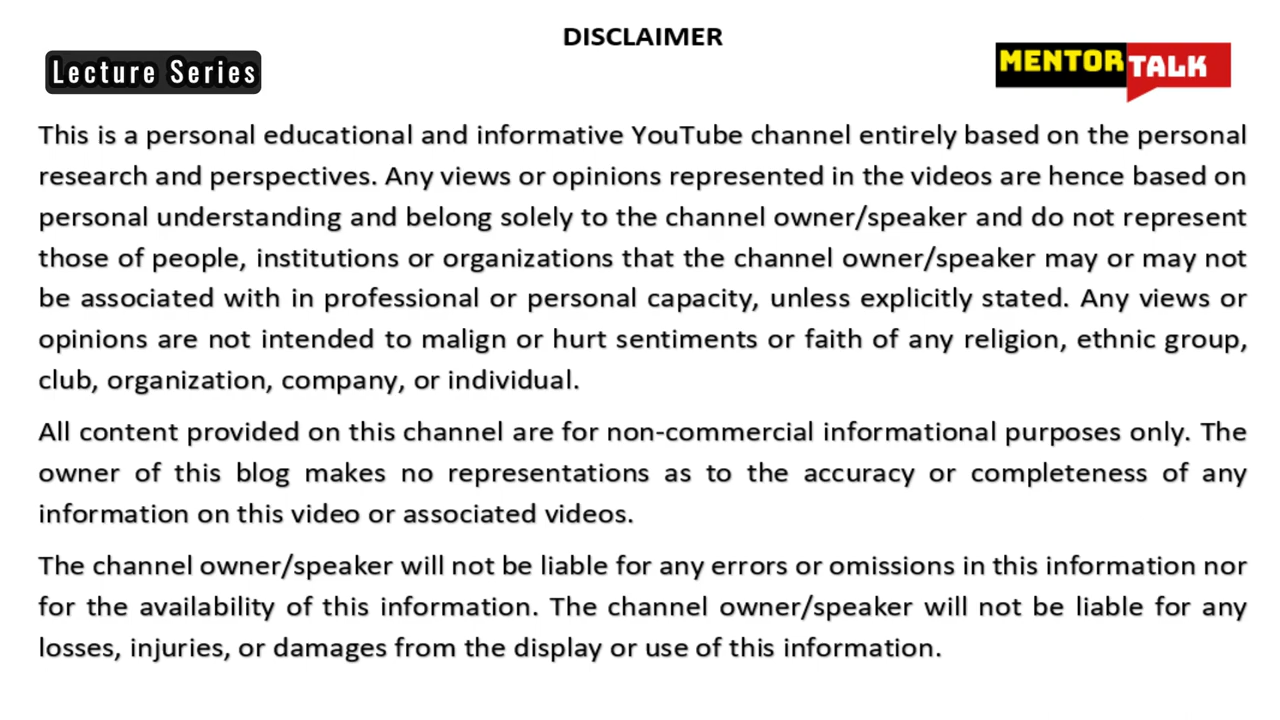 DISCLAIMER
Lecture Series
MENTOR TALK
This is a personal educational and informative YouTube channel entirely based on the personal
research and perspectives. Any views or opinions represented in the videos are hence based on
personal understanding and belong solely to the channel owner/speaker and do not represent
those of people, institutions or organizations that the channel owner/speaker may or may not
be associated with in professional or personal capacity, unless explicitly stated. Any views or
opinions are not intended to malign or hurt sentiments or faith of any religion, ethnic group,
club, organization, company, or individual.
All content provided on this channel are for non-commercial informational purposes only. The
owner of this blog makes no representations as to the accuracy or completeness of any
information on this video or associated videos.
The channel owner/speaker will not be liable for any errors or omissions in this information nor
for the availability of this information. The channel owner/speaker will not be liable for any
losses, injuries, or damages from the display or use of this information.